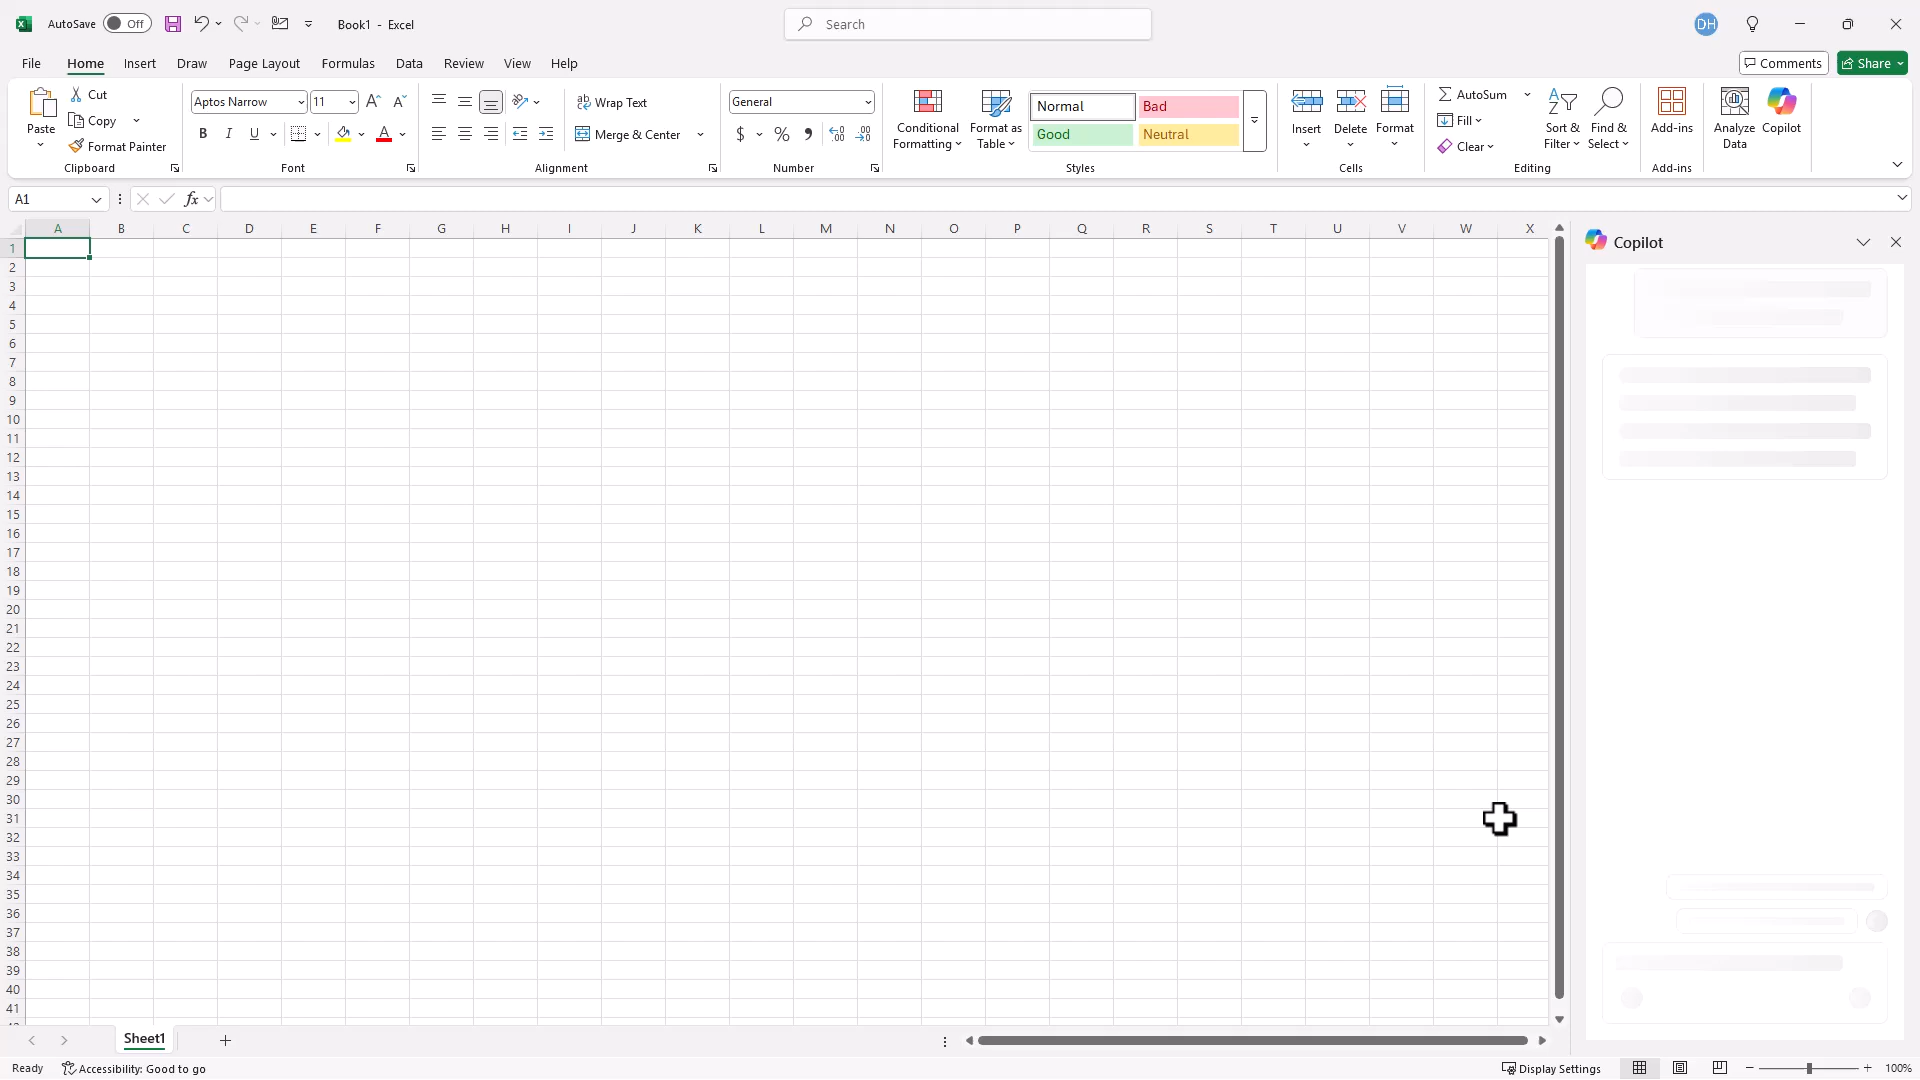 AutoSave Off Book1 - Excel Search DH
File Home Insert Draw Page Layout Formulas Data Review View Help Comments Share
Paste
Cut
Copy
Format Painter
Clipboard
Aptos Narrow 11
B I U A
Font
Wrap Text
Merge & Center
Alignment
General
$ %
Number
Conditional
Formatting
Format as
Table
Normal Bad
Good Neutral
Styles
Insert Delete Format
Cells
AutoSum
Fill
Clear
Sort &
Filter
Find &
Select
Editing
Add-ins
Add-ins
Analyze
Data
Copilot
A1 fx
A B C D E F G H I J K L M N O P Q R S T U V W X
1
2
3
4
5
6
7
8
9
10
11
12
13
14
15
16
17
18
19
20
21
22
23
24
25
26
27
28
29
30
31
32
33
34
35
36
37
38
39
40
41
Copilot
Sheet1
Ready Accessibility: Good to go Display Settings 100%